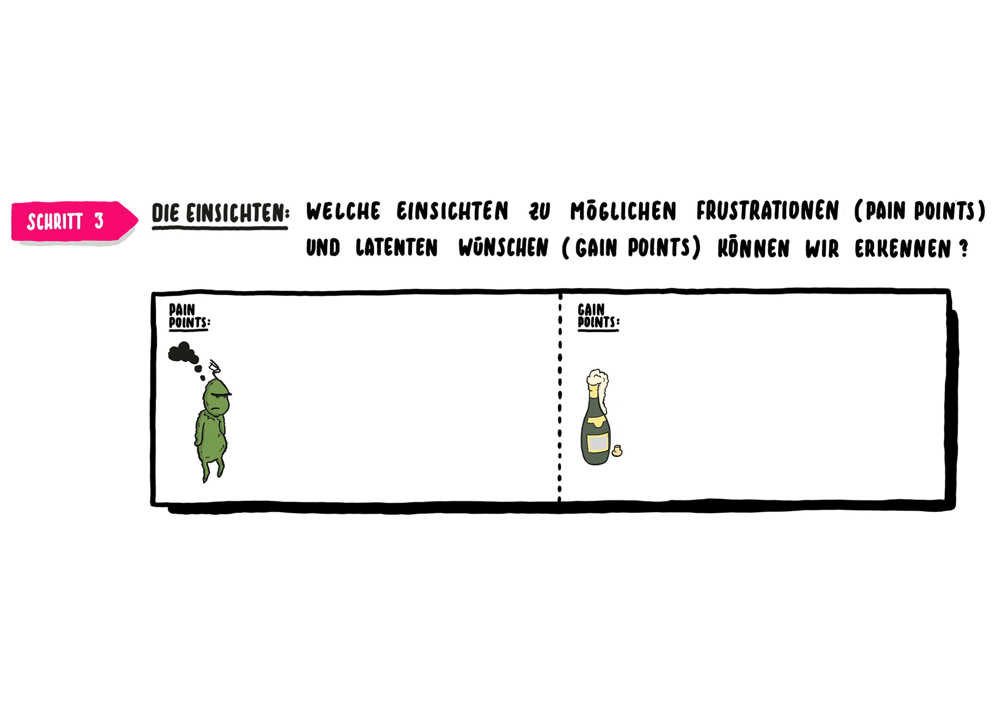 SCHRITT 3
DIE EINSICHTEN: WELCHE EINSICHTEN ZU MÖGLICHEN FRUSTRATIONEN (PAIN POINTS)
UND LATENTEN WÜNSCHEN (GAIN POINTS) KÖNNEN WIR ERKENNEN?
PAIN
POINTS:
GAIN
POINTS: